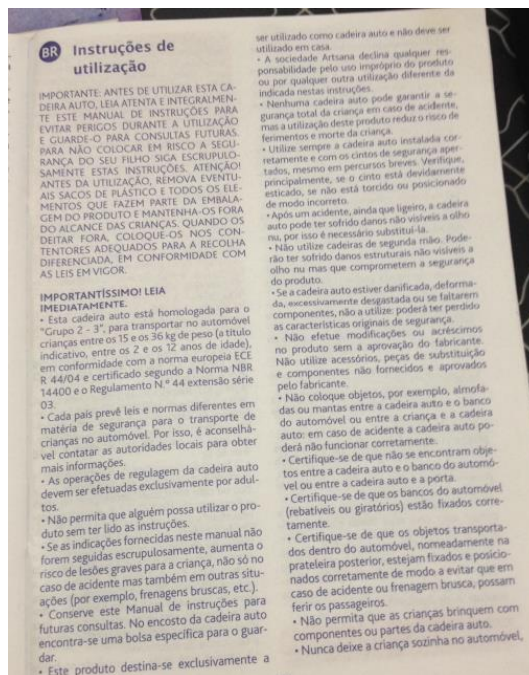 BR Instruções de
utilização
IMPORTANTE: ANTES DE UTILIZAR ESTA CA-
DEIRA AUTO, LEIA ATENTA E INTEGRALMEN-
TE ESTE MANUAL DE INSTRUÇÕES PARA
EVITAR PERIGOS DURANTE A UTILIZAÇÃO
E GUARDE-O PARA CONSULTAS FUTURAS.
PARA NÃO COLOCAR EM RISCO A SEGU-
RANÇA DO SEU FILHO SIGA ESCRUPULO-
SAMENTE ESTAS INSTRUÇÕES. ATENÇÃO!
ANTES DA UTILIZAÇÃO, REMOVA EVENTU-
AIS SACOS DE PLÁSTICO E TODOS OS ELE-
MENTOS QUE FAZEM PARTE DA EMBALA-
GEM DO PRODUTO E MANTENHA-OS FORA
DO ALCANCE DAS CRIANÇAS. QUANDO OS
DEITAR FORA, COLOQUE-OS NOS CON-
TENTORES ADEQUADOS PARA A RECOLHA
DIFERENCIADA, EM CONFORMIDADE COM
AS LEIS EM VIGOR.
IMPORTANTÍSSIMO! LEIA
IMEDIATAMENTE.
• Esta cadeira auto está homologada para o
"Grupo 2 - 3", para transportar no automóvel
crianças entre os 15 e os 36 kg de peso (a título
indicativo, entre os 2 e os 12 anos de idade),
em conformidade com a norma europeia ECE
R 44/04 e certificado segundo a Norma NBR
14400 e o Regulamento N.º 44 extensão série
03.
• Cada país prevê leis e normas diferentes em
matéria de segurança para o transporte de
crianças no automóvel. Por isso, é aconselhá-
vel contatar as autoridades locais para obter
mais informações.
• As operações de regulagem da cadeira auto
devem ser efetuadas exclusivamente por adul-
tos.
• Não permita que alguém possa utilizar o pro-
duto sem ter lido as instruções.
• Se as indicações fornecidas neste manual não
forem seguidas escrupulosamente, aumenta o
risco de lesões graves para a criança, não só no
caso de acidente mas também em outras situ-
ações (por exemplo, frenagens bruscas, etc.).
• Conserve este Manual de instruções para
futuras consultas. No encosto da cadeira auto
encontra-se uma bolsa específica para o guar-
dar.
• Este produto destina-se exclusivamente a
ser utilizado como cadeira auto e não deve ser
utilizado em casa.
• A sociedade Artsana declina qualquer res-
ponsabilidade pelo uso impróprio do produto
ou por qualquer outra utilização diferente da
indicada nestas instruções.
• Nenhuma cadeira auto pode garantir a se-
gurança total da criança em caso de acidente,
mas a utilização deste produto reduz o risco de
ferimentos e morte da criança.
• Utilize sempre a cadeira auto instalada cor-
retamente e com os cintos de segurança aper-
tados, mesmo em percursos breves. Verifique,
principalmente, se o cinto está devidamente
esticado, se não está torcido ou posicionado
de modo incorreto.
• Após um acidente, ainda que ligeiro, a cadeira
auto pode ter sofrido danos não visíveis a olho
nu, por isso é necessário substituí-la.
• Não utilize cadeiras de segunda mão. Pode-
rão ter sofrido danos estruturais não visíveis a
olho nu mas que comprometem a segurança
do produto.
• Se a cadeira auto estiver danificada, deforma-
da, excessivamente desgastada ou se faltarem
componentes, não a utilize: poderá ter perdido
as características originais de segurança.
• Não efetue modificações ou acréscimos
no produto sem a aprovação do fabricante.
Não utilize acessórios, peças de substituição
e componentes não fornecidos e aprovados
pelo fabricante.
• Não coloque objetos, por exemplo, almofa-
das ou mantas entre a cadeira auto e o banco
do automóvel ou entre a criança e a cadeira
auto: em caso de acidente a cadeira auto po-
derá não funcionar corretamente.
• Certifique-se de que não se encontram obje-
tos entre a cadeira auto e o banco do automó-
vel ou entre a cadeira auto e a porta.
• Certifique-se de que os bancos do automóvel
(rebatíveis ou giratórios) estão fixados corre-
tamente.
• Certifique-se de que os objetos transporta-
dos dentro do automóvel, nomeadamente na
prateleira posterior, estejam fixados e posicio-
nados corretamente de modo a evitar que em
caso de acidente ou frenagem brusca, possam
ferir os passageiros.
• Não permita que as crianças brinquem com
componentes ou partes da cadeira auto.
• Nunca deixe a criança sozinha no automóvel,